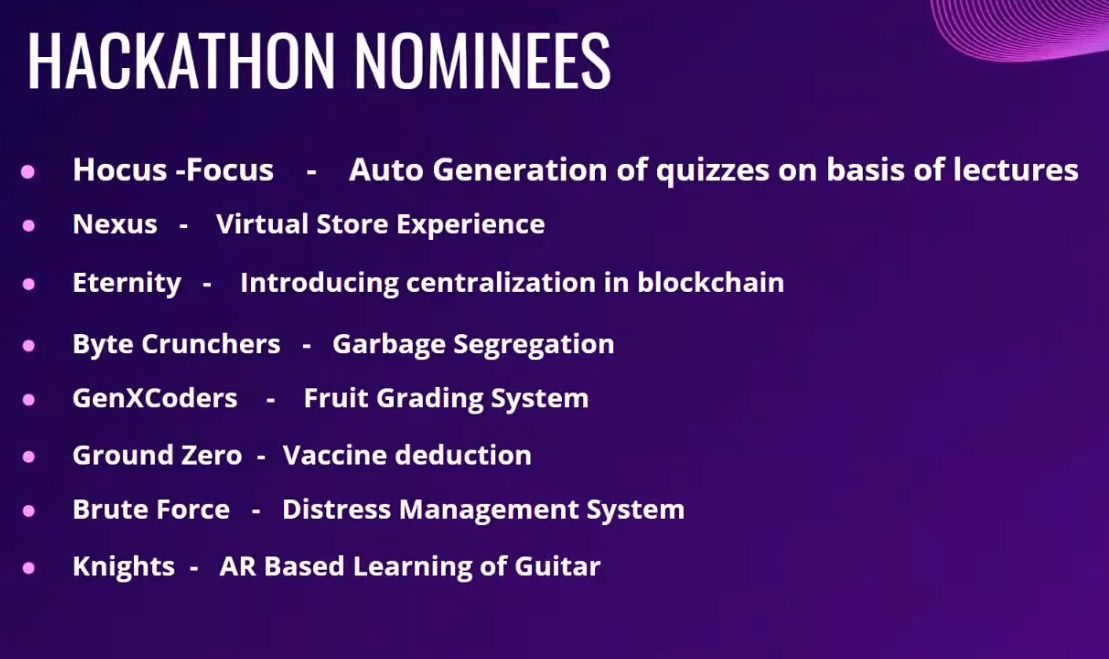 HACKATHON NOMINEES
Hocus -Focus - Auto Generation of quizzes on basis of lectures
Nexus - Virtual Store Experience
Eternity - Introducing centralization in blockchain
Byte Crunchers - Garbage Segregation
GenXCoders - Fruit Grading System
Ground Zero - Vaccine deduction
Brute Force - Distress Management System
Knights - AR Based Learning of Guitar